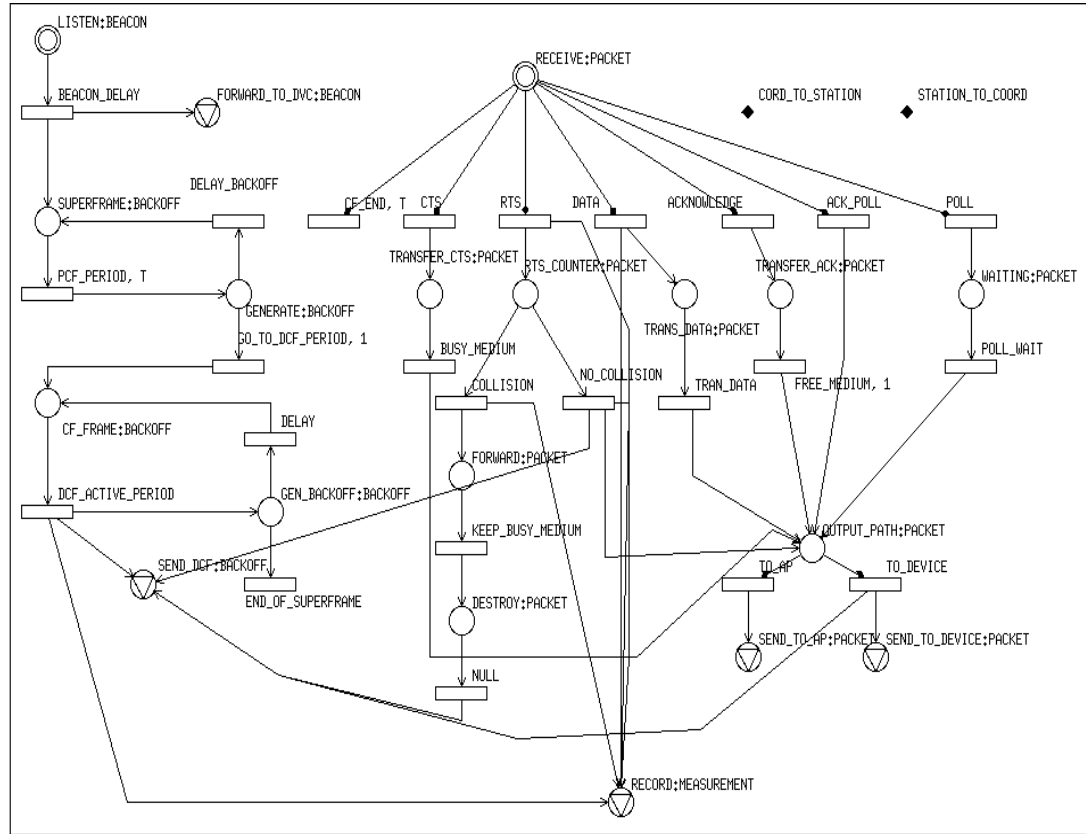 LISTEN:BEACON
RECEIVE:PACKET
BEACON_DELAY
FORWARD_TO_DVC:BEACON
CORD_TO_STATION
STATION_TO_COORD
DELAY_BACKOFF
SUPERFRAME:BACKOFF
CF_END, T
CTS
RTS
DATA
ACKNOWLEDGE
ACK_POLL
POLL
TRANSFER_CTS:PACKET
RTS_COUNTER:PACKET
TRANSFER_ACK:PACKET
PCF_PERIOD, T
WAITING:PACKET
GENERATE:BACKOFF
TRANS_DATA:PACKET
GO_TO_DCF_PERIOD, 1
BUSY_MEDIUM
POLL_WAIT
NO_COLLISION
COLLISION
TRAN_DATA
FREE_MEDIUM, 1
CF_FRAME:BACKOFF
DELAY
FORWARD:PACKET
DCF_ACTIVE_PERIOD
GEN_BACKOFF:BACKOFF
KEEP_BUSY_MEDIUM
OUTPUT_PATH:PACKET
SEND_DCF:BACKOFF
TO_AP
TO_DEVICE
END_OF_SUPERFRAME
DESTROY:PACKET
SEND_TO_AP:PACKET
SEND_TO_DEVICE:PACKET
NULL
RECORD:MEASUREMENT